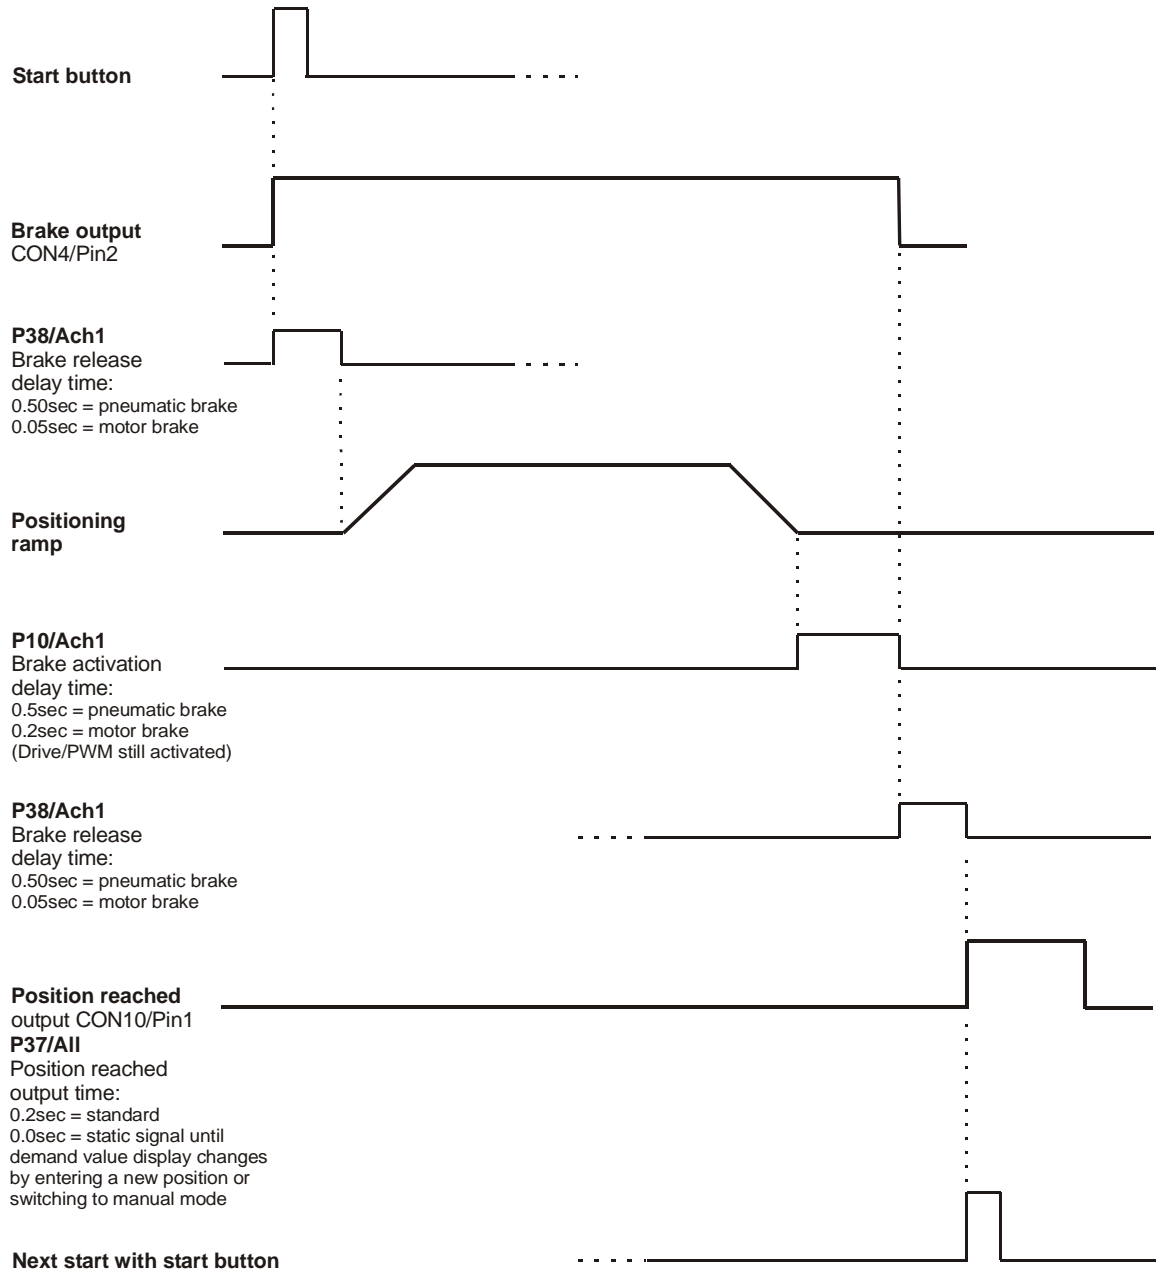 Start button
Brake output
CON4/Pin2
P38/Ach1
Brake release
delay time:
0.50sec = pneumatic brake
0.05sec = motor brake
Positioning
ramp
P10/Ach1
Brake activation
delay time:
0.5sec = pneumatic brake
0.2sec = motor brake
(Drive/PWM still activated)
P38/Ach1
Brake release
delay time:
0.50sec = pneumatic brake
0.05sec = motor brake
Position reached
output CON10/Pin1
P37/All
Position reached
output time:
0.2sec = standard
0.0sec = static signal until
demand value display changes
by entering a new position or
switching to manual mode
Next start with start button